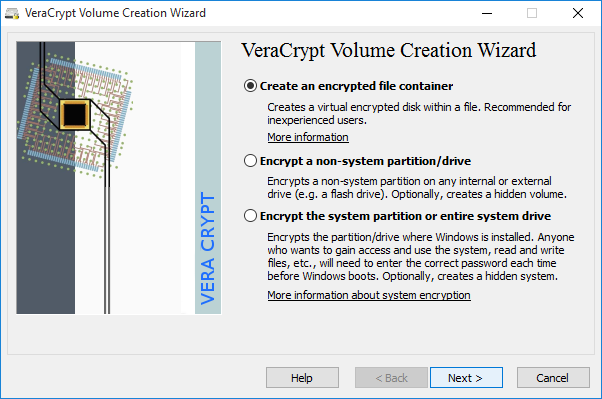 VeraCrypt Volume Creation Wizard
VeraCrypt Volume Creation Wizard
Create an encrypted file container
Creates a virtual encrypted disk within a file. Recommended for
inexperienced users.
More information
Encrypt a non-system partition/drive
Encrypts a non-system partition on any internal or external
drive (e.g. a flash drive). Optionally, creates a hidden volume.
Encrypt the system partition or entire system drive
Encrypts the partition/drive where Windows is installed. Anyone
who wants to gain access and use the system, read and write
files, etc., will need to enter the correct password each time
before Windows boots. Optionally, creates a hidden system.
More information about system encryption
VERA CRYPT
Help
< Back
Next >
Cancel